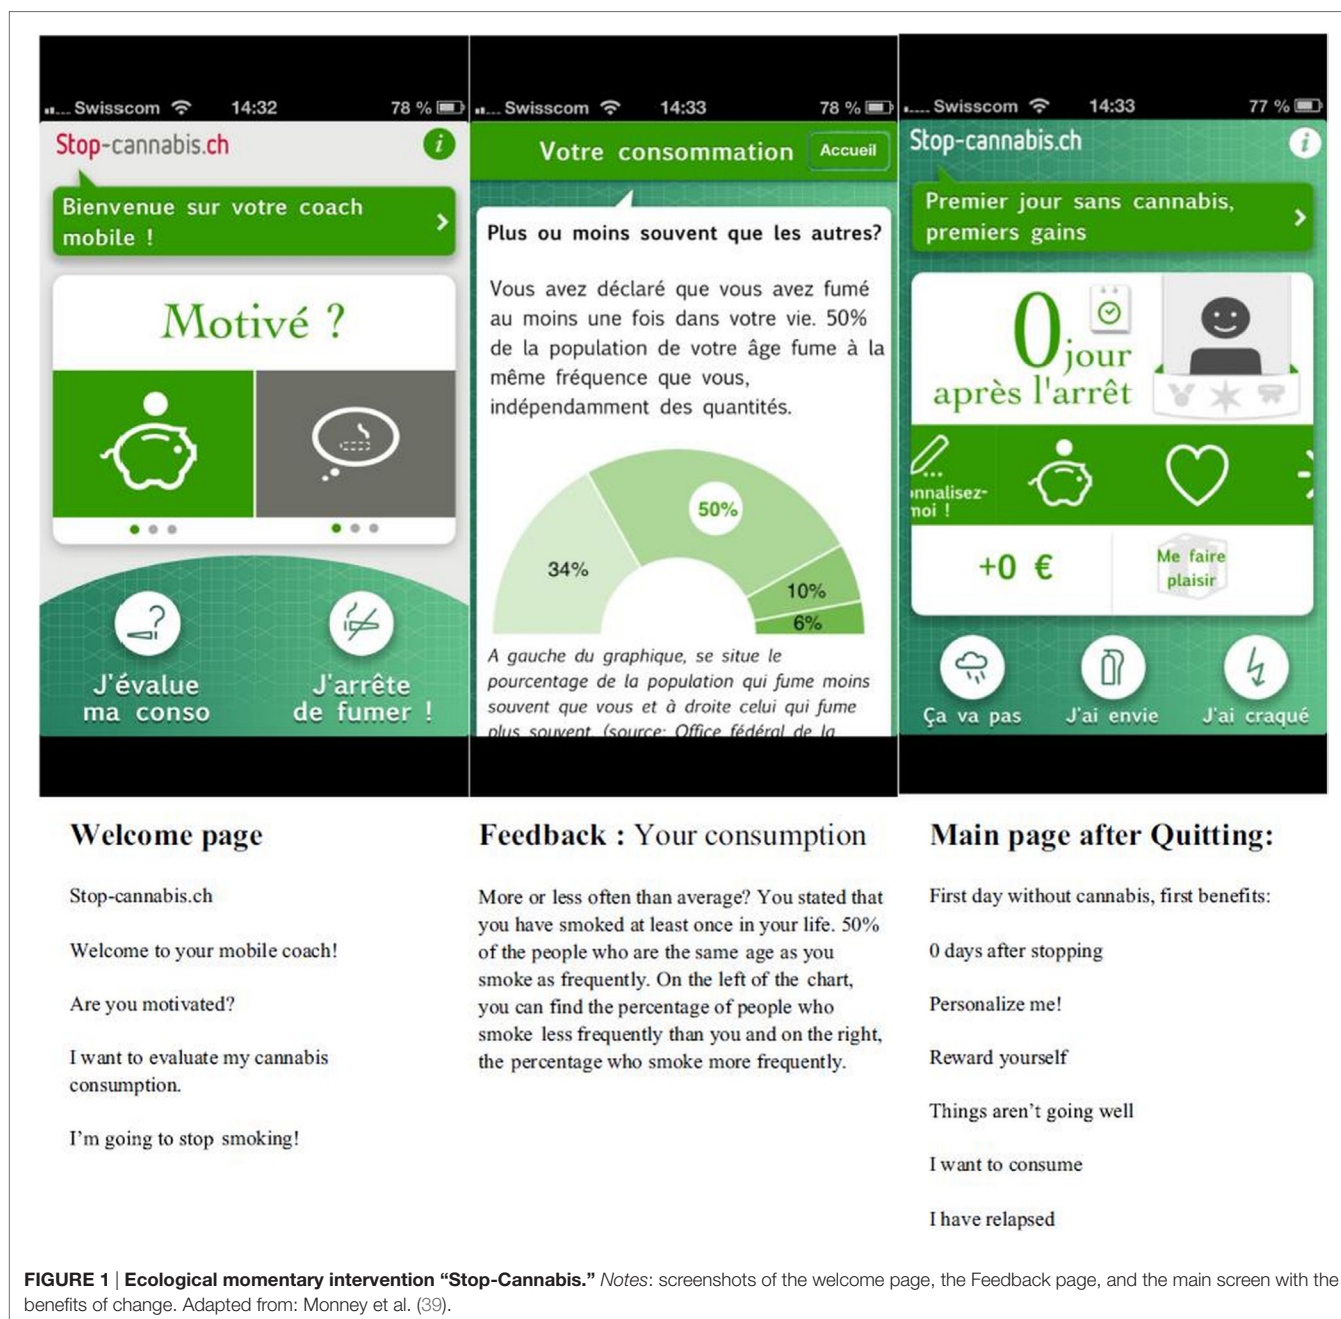 Swisscom 14:32 78 %
Stop-cannabis.ch
i
Bienvenue sur votre coach
mobile !
Motivé ?
J'évalue
ma conso
J'arrête
de fumer !
Swisscom 14:33 78 %
Votre consommation
Accueil
Plus ou moins souvent que les autres?
Vous avez déclaré que vous avez fumé
au moins une fois dans votre vie. 50%
de la population de votre âge fume à la
même fréquence que vous,
indépendamment des quantités.
50%
34%
10%
6%
A gauche du graphique, se situe le
pourcentage de la population qui fume moins
souvent que vous et à droite celui qui fume
plus souvent. (source: Office fédéral de la
Swisscom 14:33 77 %
Stop-cannabis.ch
i
Premier jour sans cannabis,
premiers gains
0 jour
après l'arrêt
nnalisez-
moi !
+0 €
Me faire
plaisir
Ça va pas
J'ai envie
J'ai craqué
Welcome page
Stop-cannabis.ch
Welcome to your mobile coach!
Are you motivated?
I want to evaluate my cannabis
consumption.
I'm going to stop smoking!
Feedback : Your consumption
More or less often than average? You stated that
you have smoked at least once in your life. 50%
of the people who are the same age as you
smoke as frequently. On the left of the chart,
you can find the percentage of people who
smoke less frequently than you and on the right,
the percentage who smoke more frequently.
Main page after Quitting:
First day without cannabis, first benefits:
0 days after stopping
Personalize me!
Reward yourself
Things aren't going well
I want to consume
I have relapsed
FIGURE 1 | Ecological momentary intervention “Stop-Cannabis.” Notes: screenshots of the welcome page, the Feedback page, and the main screen with the
benefits of change. Adapted from: Monney et al. (39).